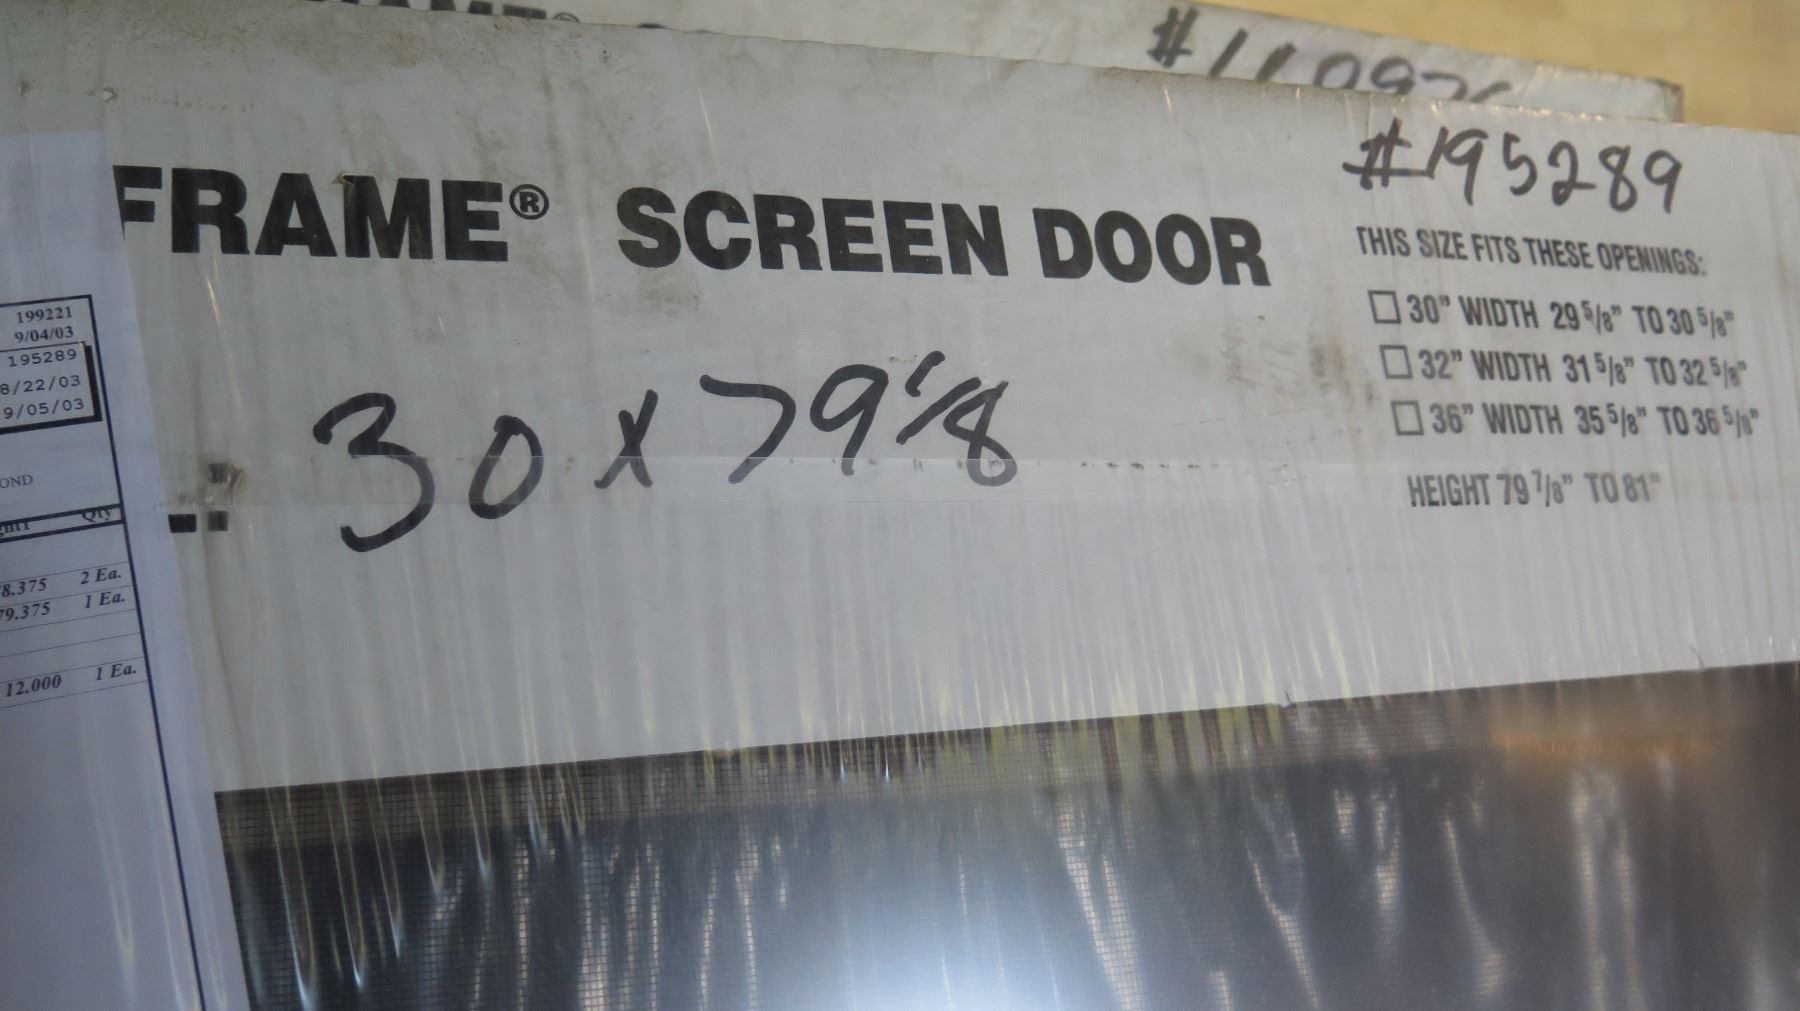 #11097
FRAME® SCREEN DOOR
#195289
THIS SIZE FITS THESE OPENINGS:
☐ 30" WIDTH 29 5/8" TO 30 5/8"
☐ 32" WIDTH 31 5/8" TO 32 5/8"
☐ 36" WIDTH 35 5/8" TO 36 5/8"
HEIGHT 79 7/8" TO 81"
30 x 79 1/8
199221
9/04/03
195289
8/22/03
9/05/03
OND
Qty
8.375 2 Ea.
79.375 1 Ea.
12.000 1 Ea.